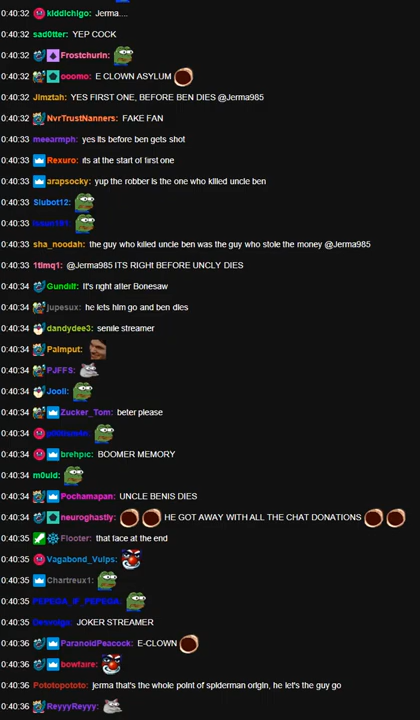 0:40:32 kiddichigo: Jerma....
0:40:32 sad0tter: YEP COCK
0:40:32 Frostchurin:
0:40:32 ooomo: E CLOWN ASYLUM
0:40:32 Jimztah: YES FIRST ONE, BEFORE BEN DIES @Jerma985
0:40:32 NvrTrustNanners: FAKE FAN
0:40:33 meearmph: yes its before ben gets shot
0:40:33 Rexuro: its at the start of first one
0:40:33 arapsocky: yup the robber is the one who killed uncle ben
0:40:33 Slubot12:
0:40:33
0:40:33 sha_noodah: the guy who killed uncle ben was the guy who stole the money @Jerma985
0:40:33 1timq1: @Jerma985 ITS RIGHt BEFORE UNCLY DIES
0:40:34 Gundilf: It's right after Bonesaw
0:40:34 jupesux: he lets him go and ben dies
0:40:34 dandydee3: senile streamer
0:40:34 Palmput:
0:40:34 PJFFS:
0:40:34 Jooli:
0:40:34 Zucker_Tom: beter please
0:40:34
0:40:34 brehpic: BOOMER MEMORY
0:40:34 m0uld:
0:40:34 Pochamapan: UNCLE BENIS DIES
0:40:34 neuroghastly: HE GOT AWAY WITH ALL THE CHAT DONATIONS
0:40:35 Flooter: that face at the end
0:40:35 Vagabond_Vulps:
0:40:35 Chartreux1:
0:40:35 PEPEGA_IF_PEPEGA:
0:40:35 JOKER STREAMER
0:40:36 ParanoidPeacock: E-CLOWN
0:40:36 bowtaire:
0:40:36 Pototopototo: jerma that's the whole point of spiderman origin, he let's the guy go
0:40:36 ReyyyReyyy: